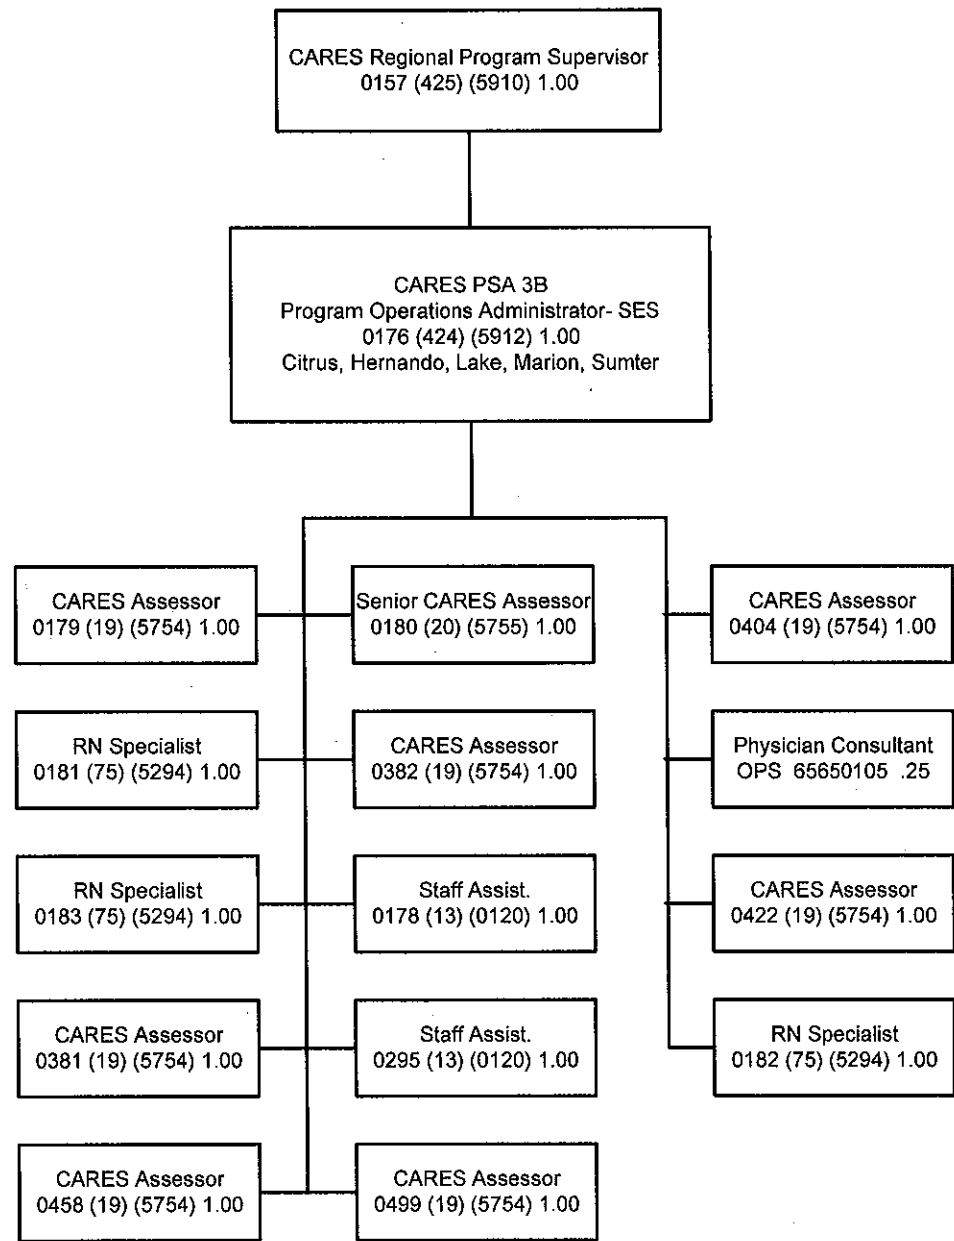 CARES Regional Program Supervisor
0157 (425) (5910) 1.00
CARES PSA 3B
Program Operations Administrator- SES
0176 (424) (5912) 1.00
Citrus, Hernando, Lake, Marion, Sumter
CARES Assessor
0179 (19) (5754) 1.00
Senior CARES Assessor
0180 (20) (5755) 1.00
CARES Assessor
0404 (19) (5754) 1.00
RN Specialist
0181 (75) (5294) 1.00
CARES Assessor
0382 (19) (5754) 1.00
Physician Consultant
OPS 65650105 .25
RN Specialist
0183 (75) (5294) 1.00
Staff Assist.
0178 (13) (0120) 1.00
CARES Assessor
0422 (19) (5754) 1.00
CARES Assessor
0381 (19) (5754) 1.00
Staff Assist.
0295 (13) (0120) 1.00
RN Specialist
0182 (75) (5294) 1.00
CARES Assessor
0458 (19) (5754) 1.00
CARES Assessor
0499 (19) (5754) 1.00